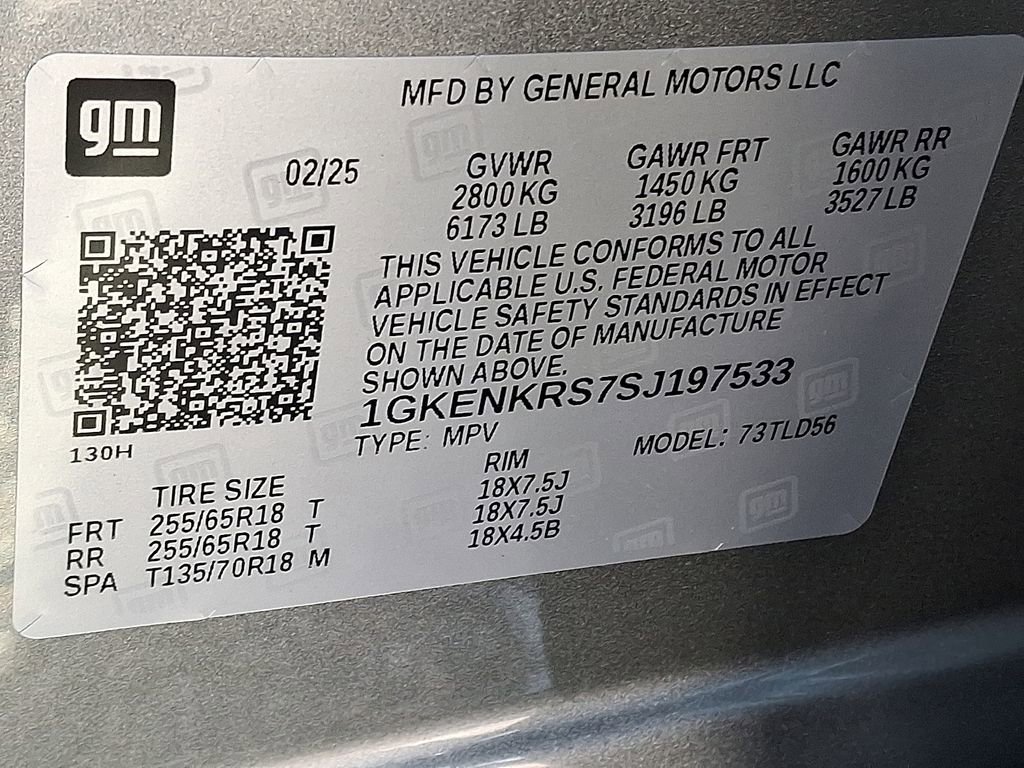 gm
MFD BY GENERAL MOTORS LLC
02/25
GVWR GAWR FRT GAWR RR
2800 KG 1450 KG 1600 KG
6173 LB 3196 LB 3527 LB
THIS VEHICLE CONFORMS TO ALL
APPLICABLE U.S. FEDERAL MOTOR
VEHICLE SAFETY STANDARDS IN EFFECT
ON THE DATE OF MANUFACTURE
SHOWN ABOVE.
1GKENKRS7SJ197533
130H
TYPE: MPV MODEL: 73TLD56
TIRE SIZE RIM
FRT 255/65R18 T 18X7.5J
RR 255/65R18 T 18X7.5J
SPA T135/70R18 M 18X4.5B